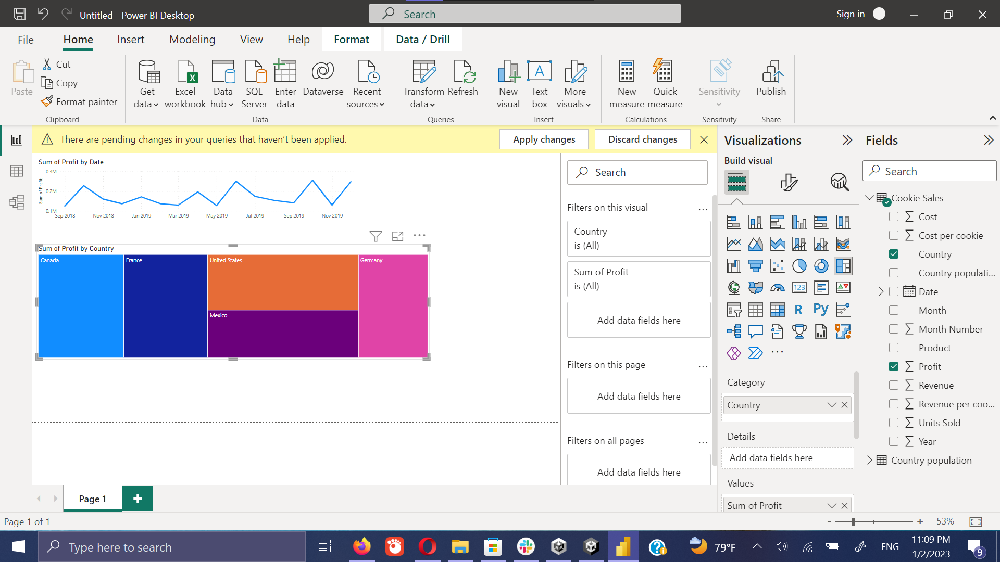 Untitled - Power BI Desktop
Search
Sign in
File
Home
Insert
Modeling
View
Help
Format
Data / Drill
Paste
Cut
Copy
Format painter
Clipboard
Get data
Excel workbook
Data hub
SQL Server
Enter data
Dataverse
Recent sources
Data
Transform data
Refresh
Queries
New visual
Text box
More visuals
Insert
New measure
Quick measure
Calculations
Sensitivity
Sensitivity
Publish
Share
There are pending changes in your queries that haven't been applied.
Apply changes
Discard changes
Sum of Profit by Date
Sum of Profit
0.3M
0.2M
0.1M
Sep 2018
Nov 2018
Jan 2019
Mar 2019
May 2019
Jul 2019
Sep 2019
Nov 2019
Sum of Profit by Country
Canada
France
United States
Mexico
Germany
Search
Filters on this visual
...
Country
is (All)
Sum of Profit
is (All)
Add data fields here
Filters on this page
...
Add data fields here
Filters on all pages
...
Add data fields here
Visualizations
Build visual
123
R
Py
...
Category
Country
Details
Add data fields here
Values
Sum of Profit
Fields
Search
Cookie Sales
Cost
Cost per cookie
Country
Country populati...
Date
Month
Month Number
Product
Profit
Revenue
Revenue per coo...
Units Sold
Year
Country population
Page 1
Page 1 of 1
- +
53%
Type here to search
79°F
ENG
11:09 PM
1/2/2023
9